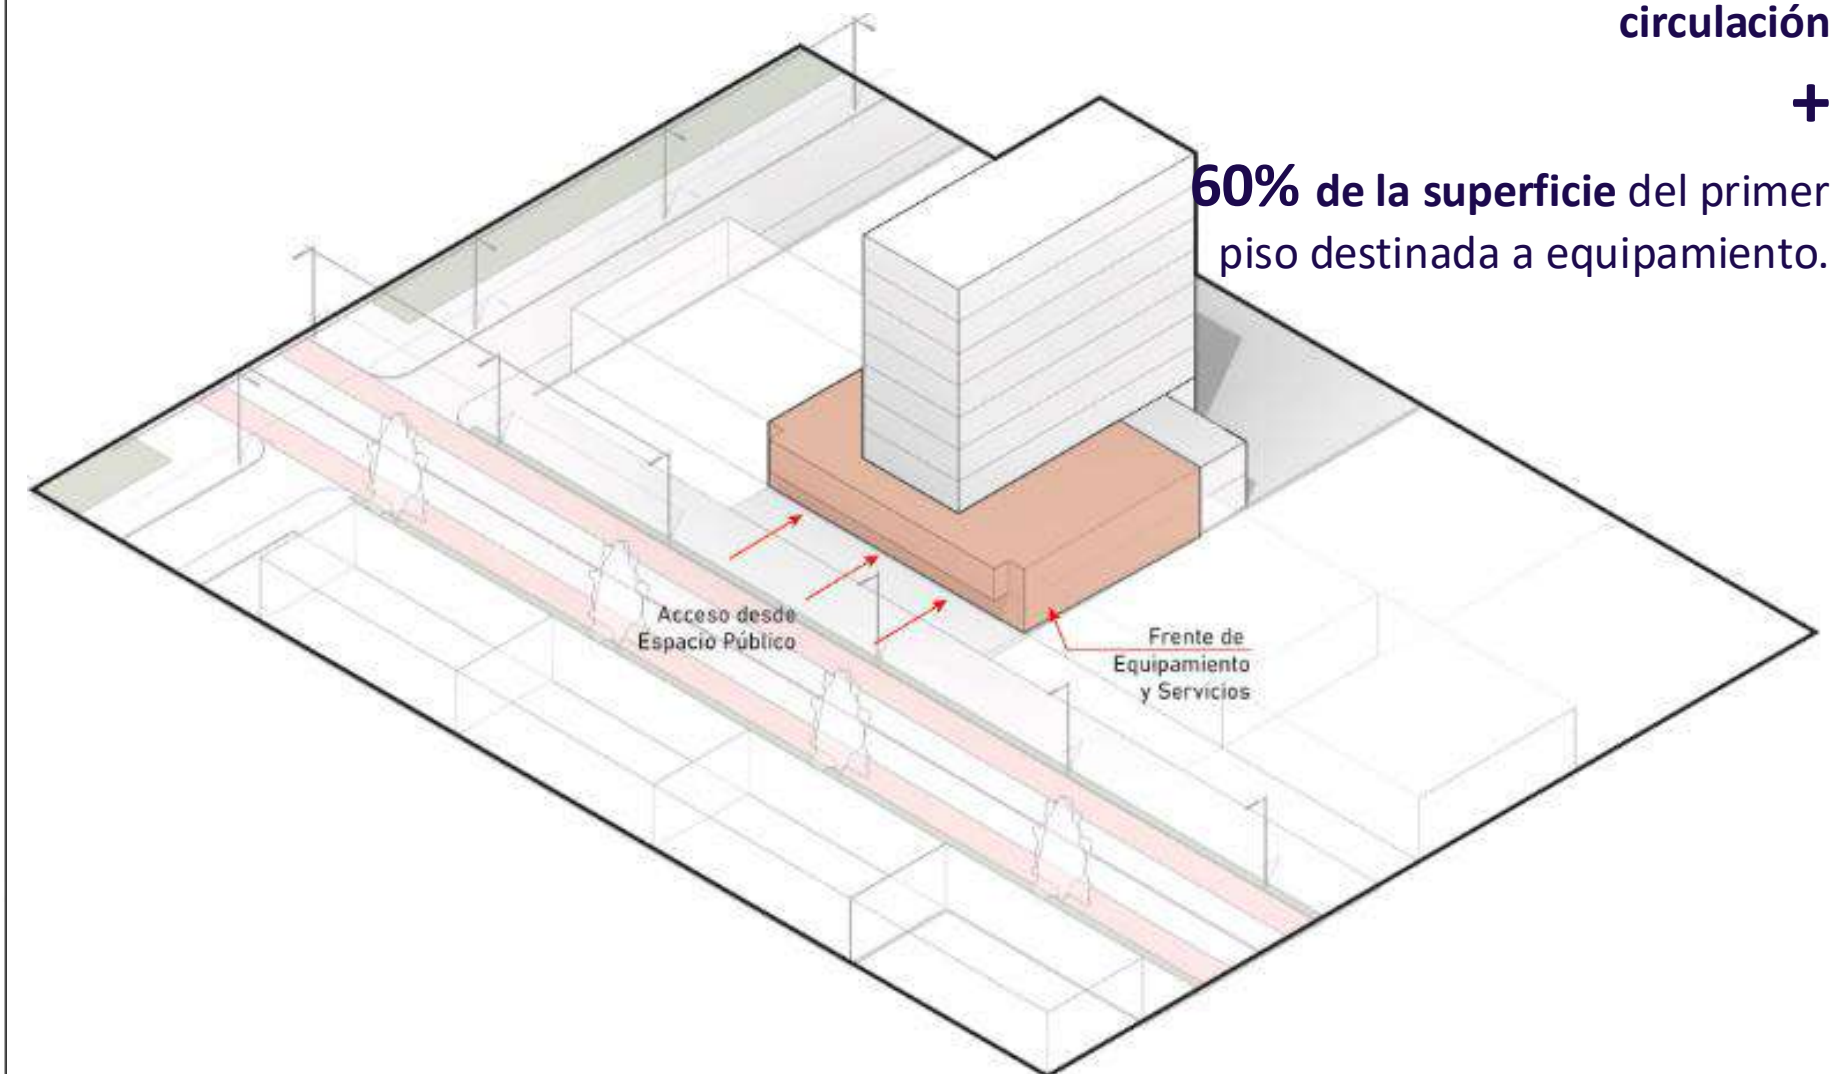 circulación
+
60% de la superficie del primer
piso destinada a equipamiento.
Acceso desde
Espacio Público
Frente de
Equipamiento
y Servicios